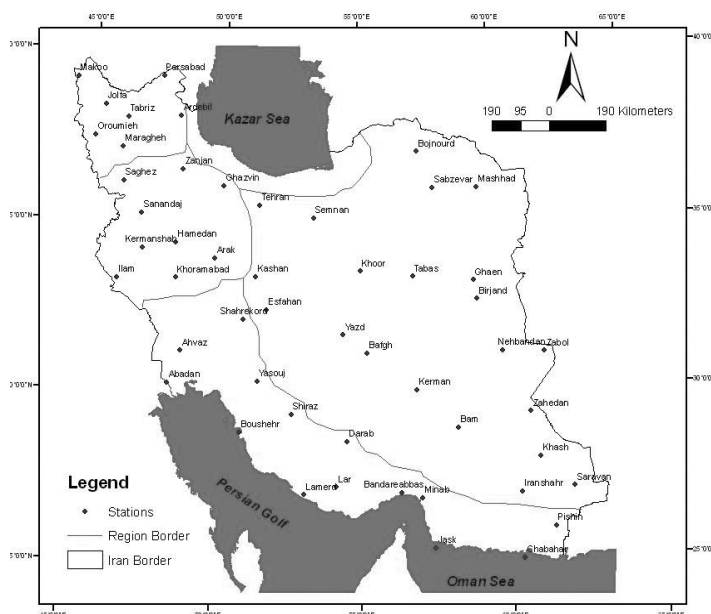 45°0'0"E 50°0'0"E 55°0'0"E 60°0'0"E 65°0'0"E
40°0'0"N
N
190 95 0 190 Kilometers
Kazar Sea
Makoo
Persabad
Jolfa
Tabriz
Ardebil
Oroumieh
Maragheh
Zanjan
Saghez
Ghazvin
Tehran
Semnan
Bojnourd
Sabzevar
Mashhad
35°0'0"N
Sanandaj
Kermanshah
Hamedan
Arak
Ilam
Khoramabad
Kashan
Khoor
Tabas
Ghaen
Birjand
Esfahan
Shahrekord
Yazd
Bafgh
Nehbandan
Zabol
Ahvaz
Abadan
Yasouj
Kerman
30°0'0"N
Shiraz
Zahedan
Boushehr
Darab
Bam
Khash
Lamerd
Lar
Bandareabbas
Minab
Iranshahr
Saravan
Pishin
Jask
Chabahar
25°0'0"N
Persian Golf
Oman Sea
Legend
Stations
Region Border
Iran Border